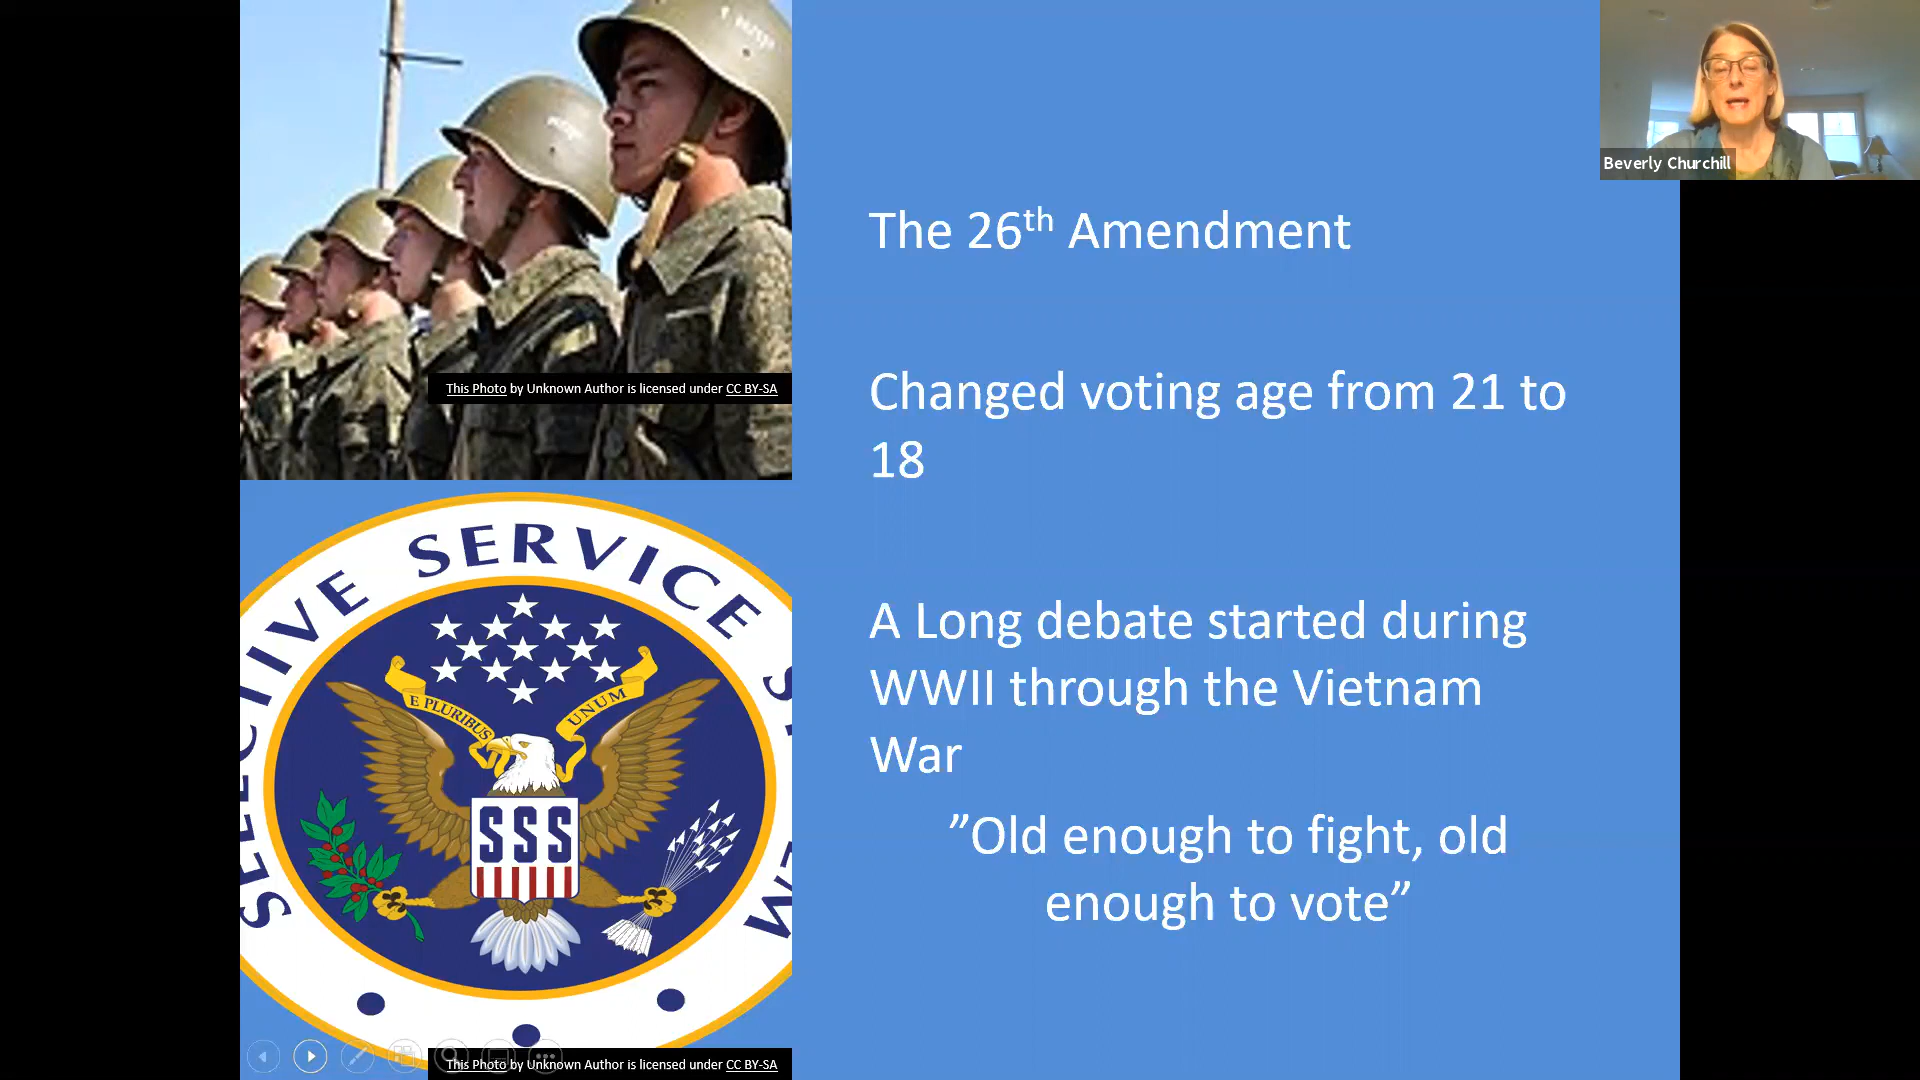 The 26th Amendment
Changed voting age from 21 to
18
A Long debate started during
WWII through the Vietnam
War
”Old enough to fight, old
enough to vote”
This Photo by Unknown Author is licensed under CC BY-SA
SELECTIVE SERVICE S EM
E PLURIBUS UNUM
SSS
This Photo by Unknown Author is licensed under CC BY-SA
Beverly Churchill